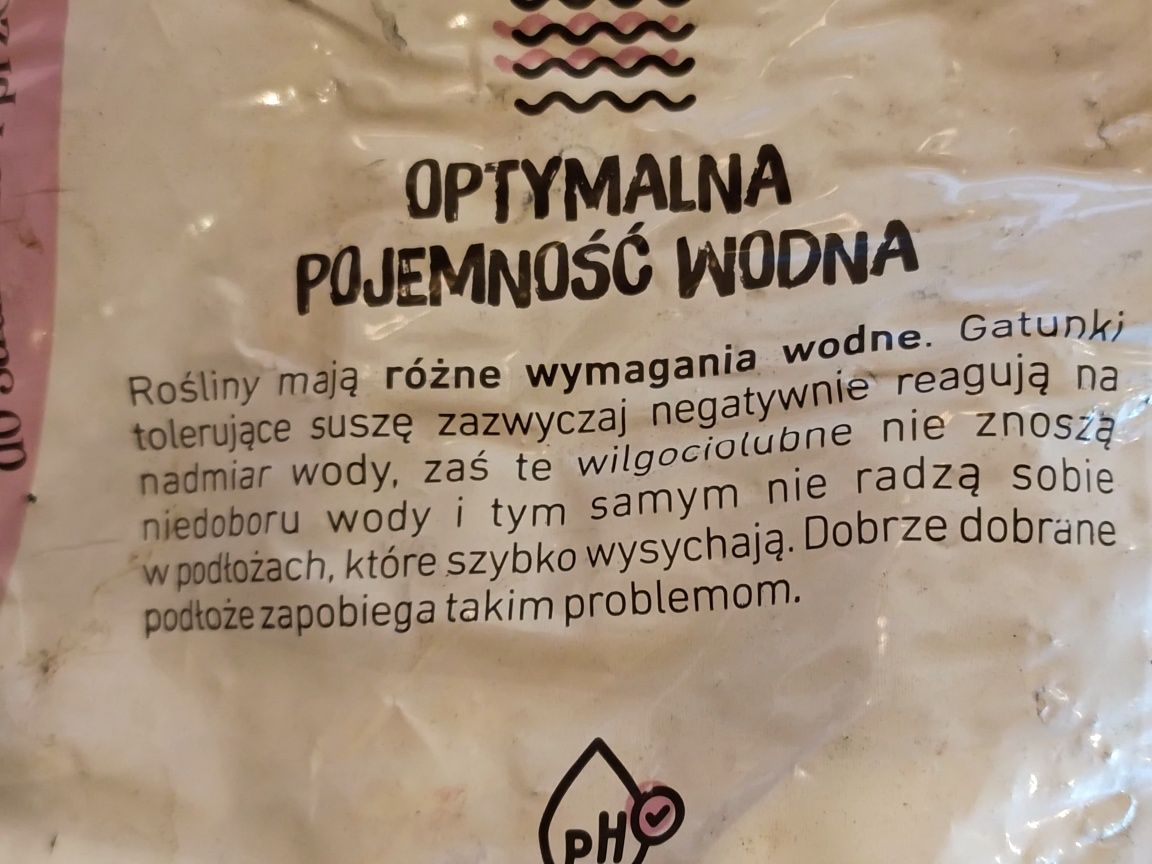 OPTYMALNA
POJEMNOŚĆ WODNA
Rośliny mają różne wymagania wodne. Gatunki
tolerujące suszę zazwyczaj negatywnie reagują na
nadmiar wody, zaś te wilgociolubne nie znoszą
niedoboru wody i tym samym nie radzą sobie
w podłożach, które szybko wysychają. Dobrze dobrane
podłoże zapobiega takim problemom.
pH